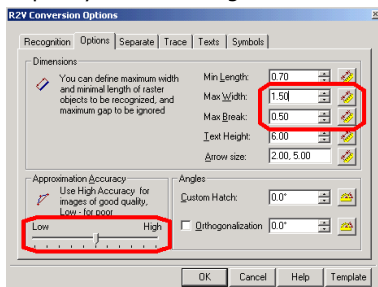 R2V Conversion Options
Recognition Options Separate Trace Texts Symbols
Dimensions
You can define maximum width
and minimal length of raster
objects to be recognized, and
maximum gap to be ignored
Min Length: 0.70
Max Width: 1.50
Max Break: 0.50
Text Height: 6.00
Arrow size: 2.00, 5.00
Approximation Accuracy
Use High Accuracy for
images of good quality,
Low - for poor
Low High
Angles
Custom Hatch: 0.0°
Orthogonalization 0.0°
OK Cancel Help Template